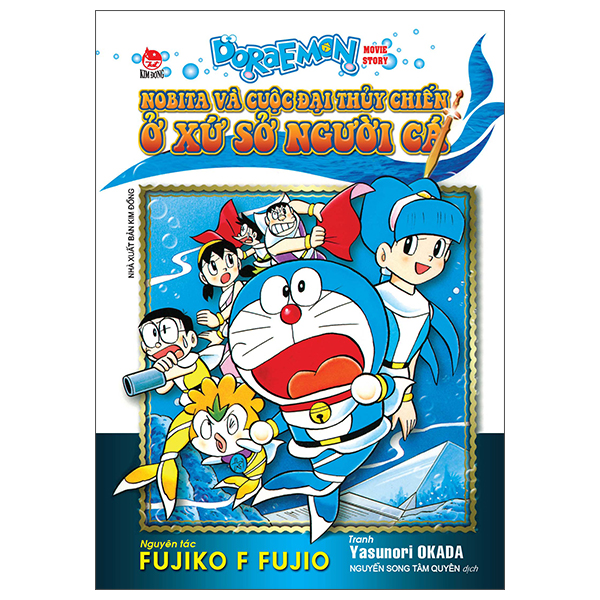 KIM ĐỒNG
DORAEMON
MOVIE
STORY
NOBITA VÀ CUỘC ĐẠI THỦY CHIẾN
Ở XỨ SỞ NGƯỜI CÁ
NHÀ XUẤT BẢN KIM ĐỒNG
Nguyên tác
FUJIKO F FUJIO
Tranh
Yasunori OKADA
NGUYỄN SONG TÂM QUYÊN dịch